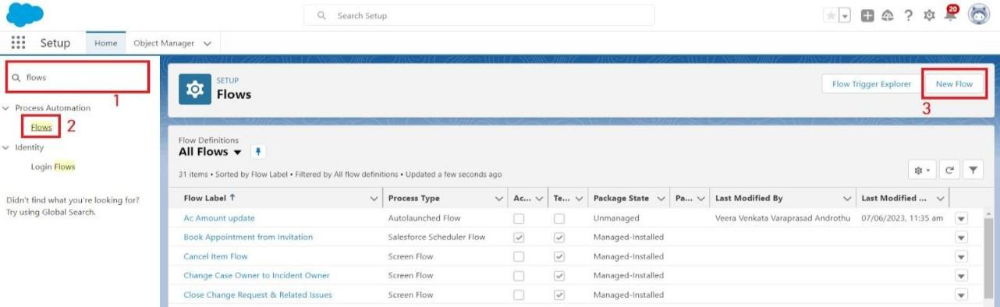 Search Setup
20
Setup Home Object Manager
flows
1
Process Automation
Flows 2
Identity
Login Flows
Didn't find what you're looking for?
Try using Global Search.
SETUP
Flows
Flow Trigger Explorer New Flow
3
Flow Definitions
All Flows
31 items • Sorted by Flow Label • Filtered by All flow definitions • Updated a few seconds ago
Flow Label ↑ Process Type Ac... Te... Package State Pa... Last Modified By Last Modified ...
Ac Amount update Autolaunched Flow Unmanaged Veera Venkata Varaprasad Androthu 07/06/2023, 11:35 am
Book Appointment from Invitation Salesforce Scheduler Flow Managed-Installed
Cancel Item Flow Screen Flow Managed-Installed
Change Case Owner to Incident Owner Screen Flow Managed-Installed
Close Change Request & Related Issues Screen Flow Managed-Installed